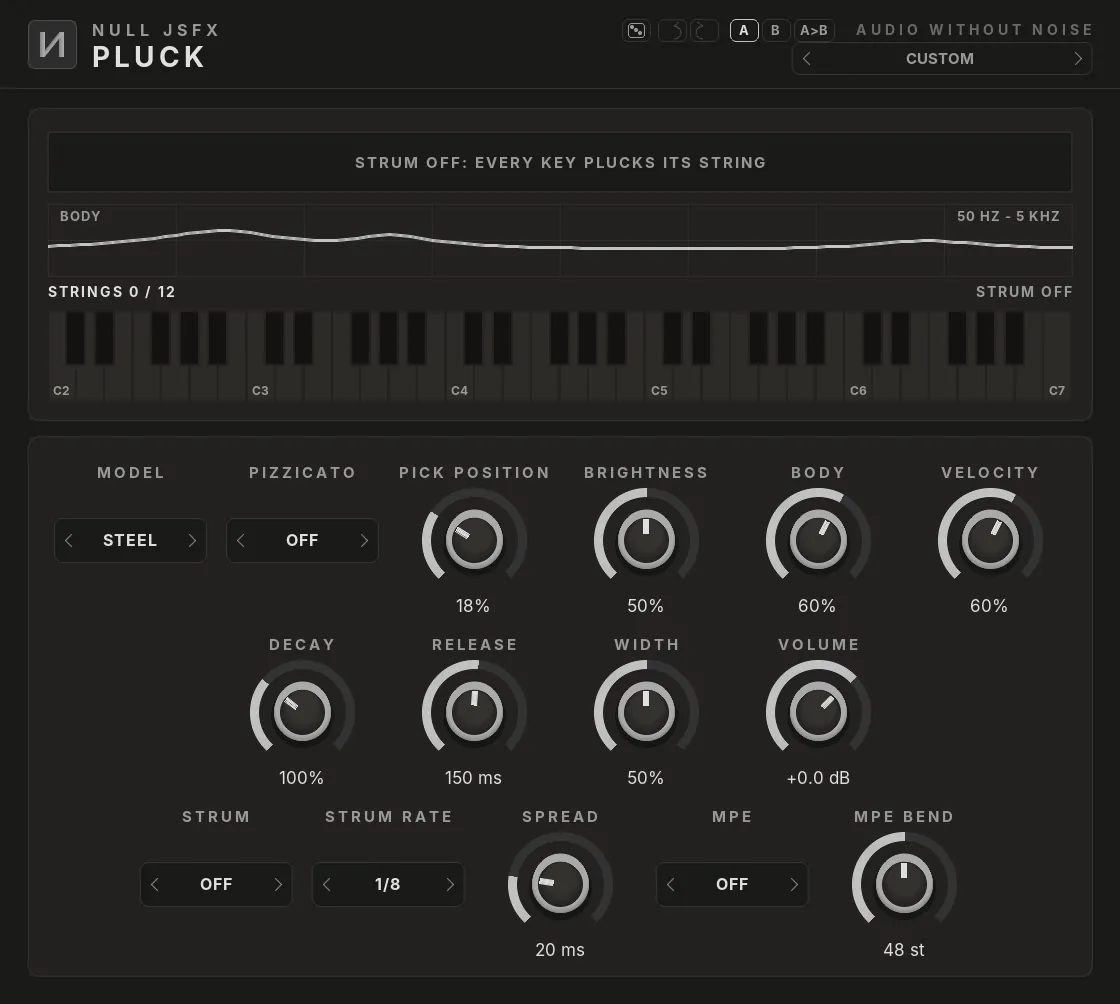 NULL JSFX
PLUCK
A B A>B AUDIO WITHOUT NOISE
CUSTOM
STRUM OFF: EVERY KEY PLUCKS ITS STRING
BODY 50 HZ - 5 KHZ
STRINGS 0 / 12 STRUM OFF
C2 C3 C4 C5 C6 C7
MODEL PIZZICATO PICK POSITION BRIGHTNESS BODY VELOCITY
STEEL OFF
18% 50% 60% 60%
DECAY RELEASE WIDTH VOLUME
100% 150 ms 50% +0.0 dB
STRUM STRUM RATE SPREAD MPE MPE BEND
OFF 1/8 OFF
20 ms 48 st